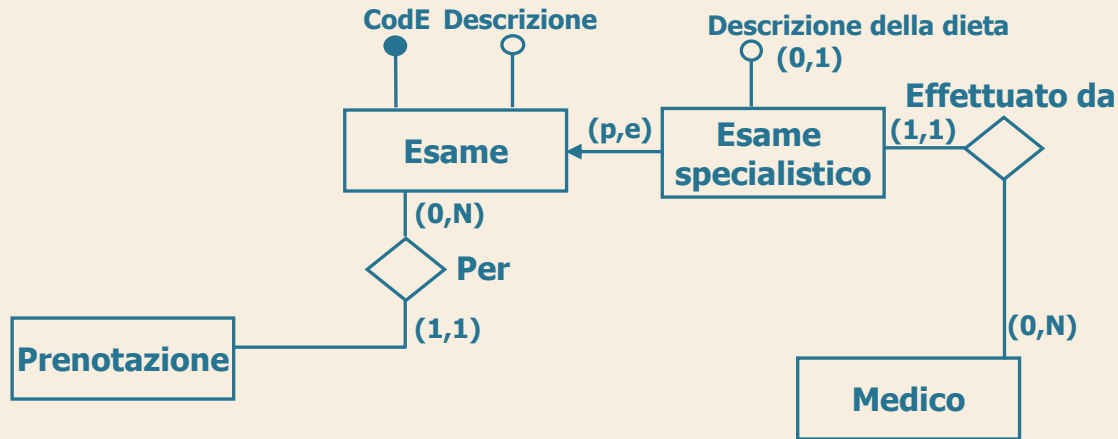 CodE Descrizione
Descrizione della dieta
(0,1)
Effettuato da
Esame
(p,e)
Esame
specialistico
(1,1)
(0,N)
Per
(1,1)
Prenotazione
(0,N)
Medico